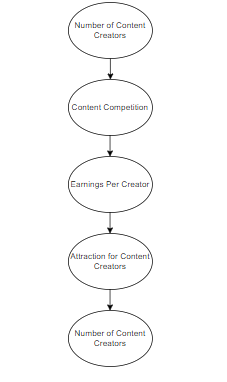 Number of Content
Creators
Content Competition
Earnings Per Creator
Attraction for Content
Creators
Number of Content
Creators